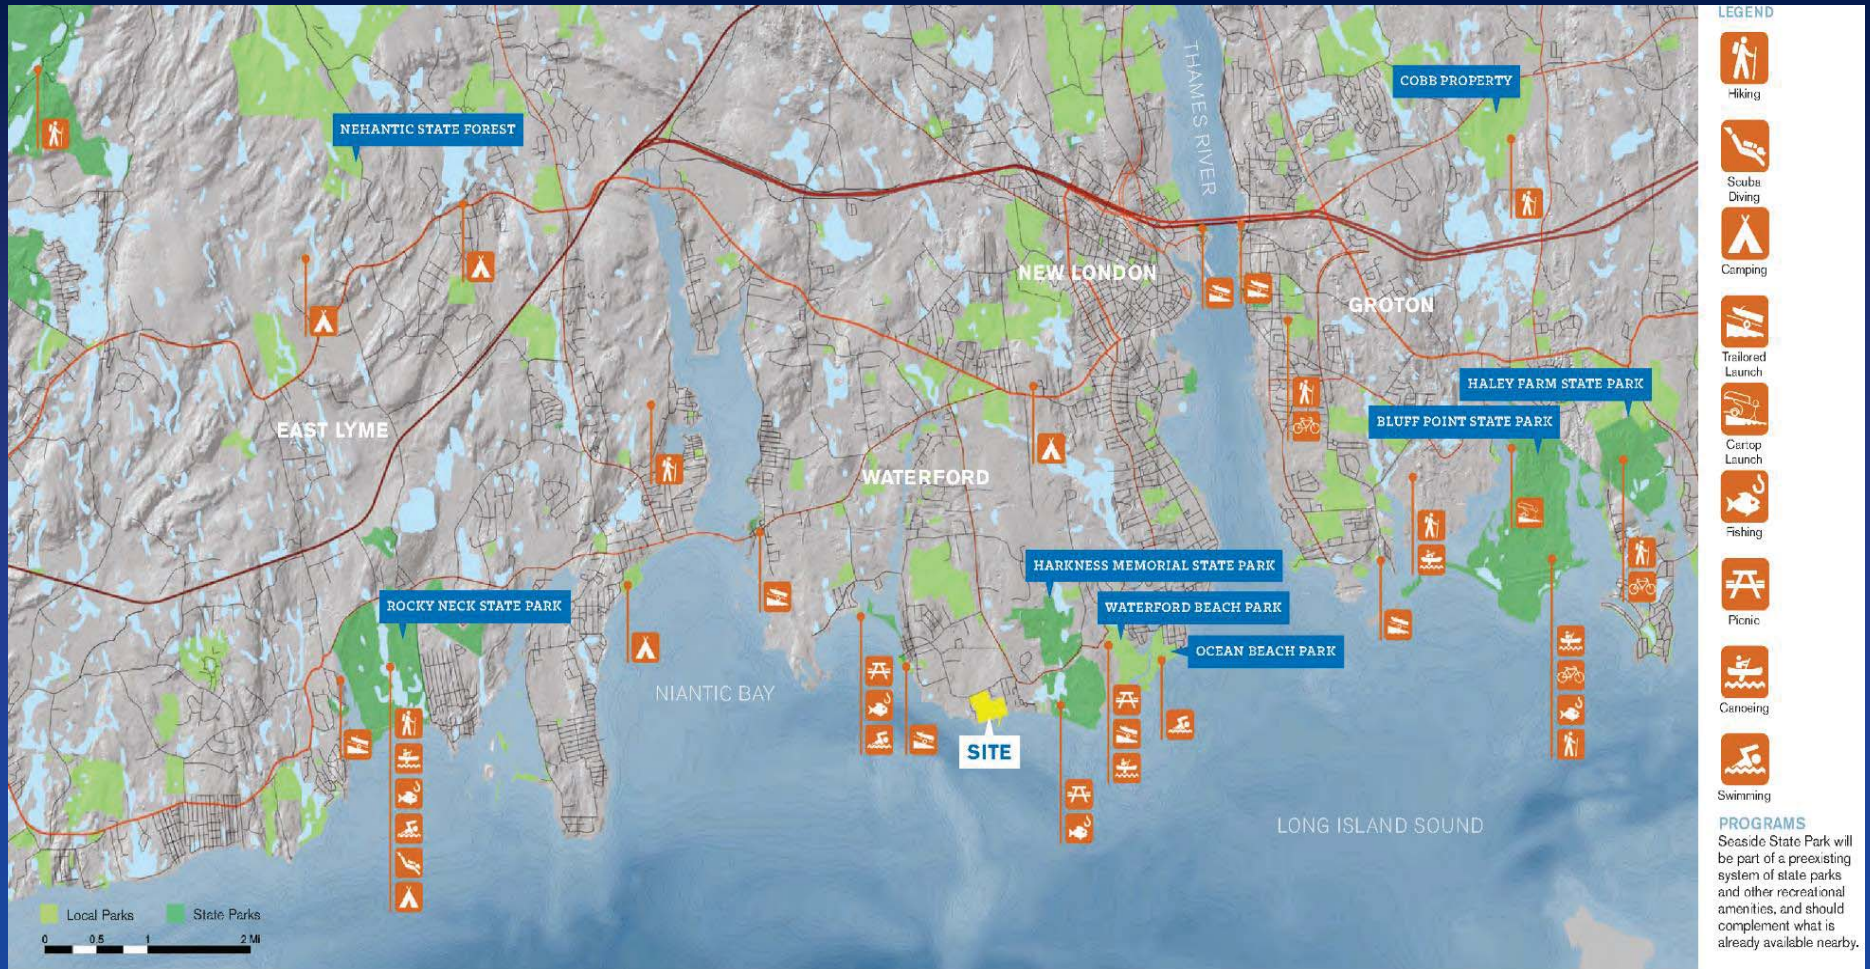 LEGEND
Hiking
Scuba
Diving
Camping
Trailored
Launch
Cartop
Launch
Fishing
Picnic
Canoeing
Swimming
PROGRAMS
Seaside State Park will
be part of a preexisting
system of state parks
and other recreational
amenities, and should
complement what is
already available nearby.
THAMES RIVER
COBB PROPERTY
NEHANTIC STATE FOREST
NEW LONDON
GROTON
HALEY FARM STATE PARK
BLUFF POINT STATE PARK
EAST LYME
WATERFORD
HARKNESS MEMORIAL STATE PARK
ROCKY NECK STATE PARK
WATERFORD BEACH PARK
OCEAN BEACH PARK
NIANTIC BAY
SITE
LONG ISLAND SOUND
Local Parks
State Parks
0 0.5 1 2 Mi